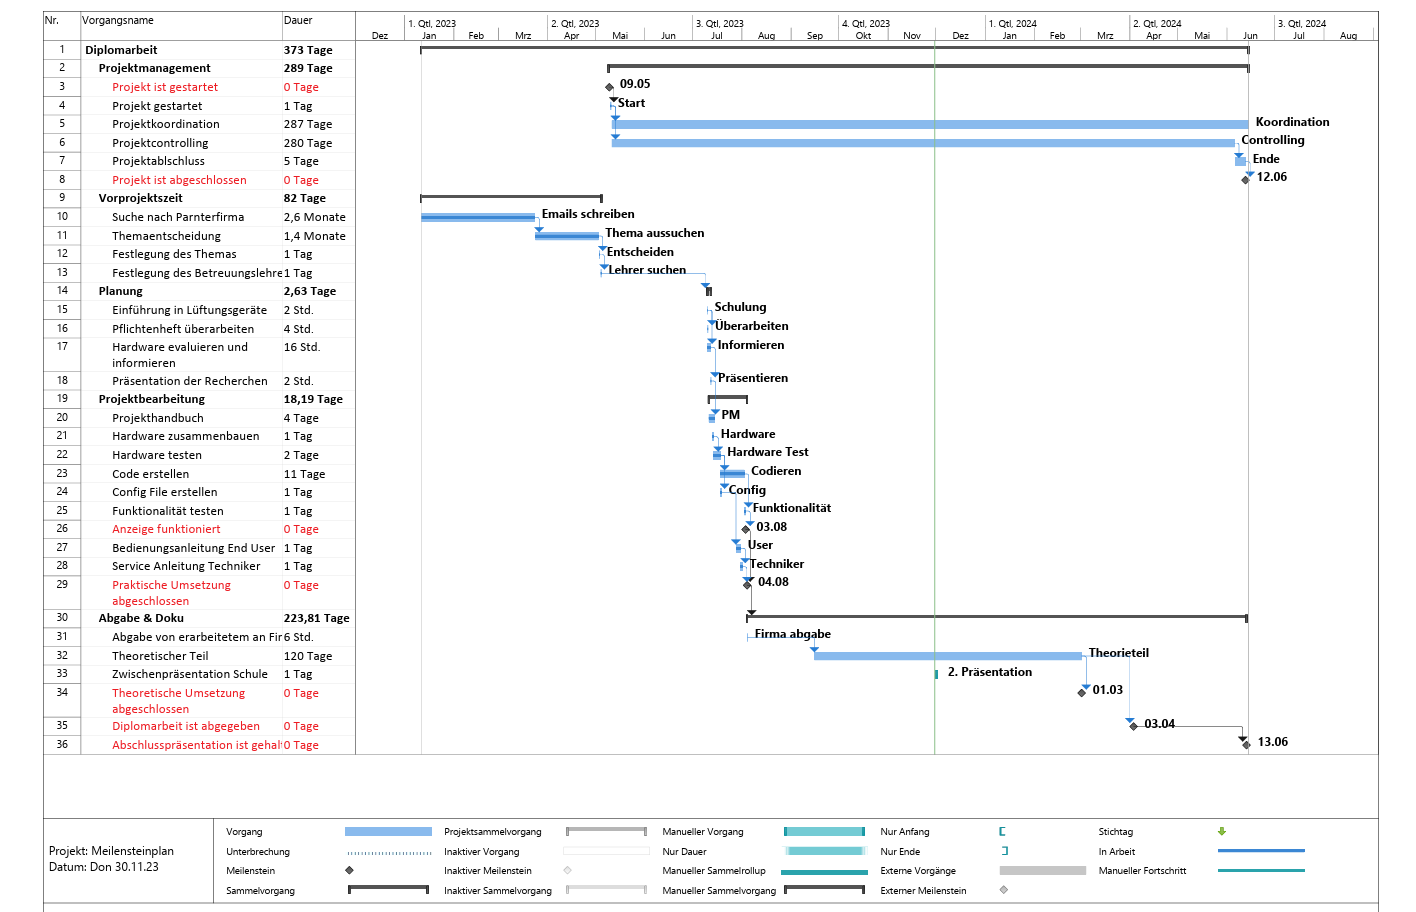 Nr. Vorgangsname Dauer 1. Qtl, 2023 2. Qtl, 2023 3. Qtl, 2023 4. Qtl, 2023 1. Qtl, 2024 2. Qtl, 2024 3. Qtl, 2024
Dez Jan Feb Mrz Apr Mai Jun Jul Aug Sep Okt Nov Dez Jan Feb Mrz Apr Mai Jun Jul Aug
1 Diplomarbeit 373 Tage
2 Projektmanagement 289 Tage
3 Projekt ist gestartet 0 Tage 09.05
4 Projekt gestartet 1 Tag Start
5 Projektkoordination 287 Tage Koordination
6 Projektcontrolling 280 Tage Controlling
7 Projektablschluss 5 Tage Ende
8 Projekt ist abgeschlossen 0 Tage 12.06
9 Vorprojektszeit 82 Tage
10 Suche nach Parnterfirma 2,6 Monate Emails schreiben
11 Themaentscheidung 1,4 Monate Thema aussuchen
12 Festlegung des Themas 1 Tag Entscheiden
13 Festlegung des Betreuungslehre 1 Tag Lehrer suchen
14 Planung 2,63 Tage
15 Einführung in Lüftungsgeräte 2 Std. Schulung
16 Pflichtenheft überarbeiten 4 Std. Überarbeiten
17 Hardware evaluieren und 16 Std. Informieren
informieren
18 Präsentation der Recherchen 2 Std. Präsentieren
19 Projektbearbeitung 18,19 Tage
20 Projekthandbuch 4 Tage PM
21 Hardware zusammenbauen 1 Tag Hardware
22 Hardware testen 2 Tage Hardware Test
23 Code erstellen 11 Tage Codieren
24 Config File erstellen 1 Tag Config
25 Funktionalität testen 1 Tag Funktionalität
26 Anzeige funktioniert 0 Tage 03.08
27 Bedienungsanleitung End User 1 Tag User
28 Service Anleitung Techniker 1 Tag Techniker
29 Praktische Umsetzung 0 Tage 04.08
abgeschlossen
30 Abgabe & Doku 223,81 Tage
31 Abgabe von erarbeitetem an Fir 6 Std. Firma abgabe
32 Theoretischer Teil 120 Tage Theorieteil
33 Zwischenpräsentation Schule 1 Tag 2. Präsentation
34 Theoretische Umsetzung 0 Tage 01.03
abgeschlossen
35 Diplomarbeit ist abgegeben 0 Tage 03.04
36 Abschlusspräsentation ist gehal 0 Tage 13.06
Projekt: Meilensteinplan
Datum: Don 30.11.23
Vorgang Projektsammelvorgang Manueller Vorgang Nur Anfang Stichtag
Unterbrechung Inaktiver Vorgang Nur Dauer Nur Ende In Arbeit
Meilenstein Inaktiver Meilenstein Manueller Sammelrollup Externe Vorgänge Manueller Fortschritt
Sammelvorgang Inaktiver Sammelvorgang Manueller Sammelvorgang Externer Meilenstein